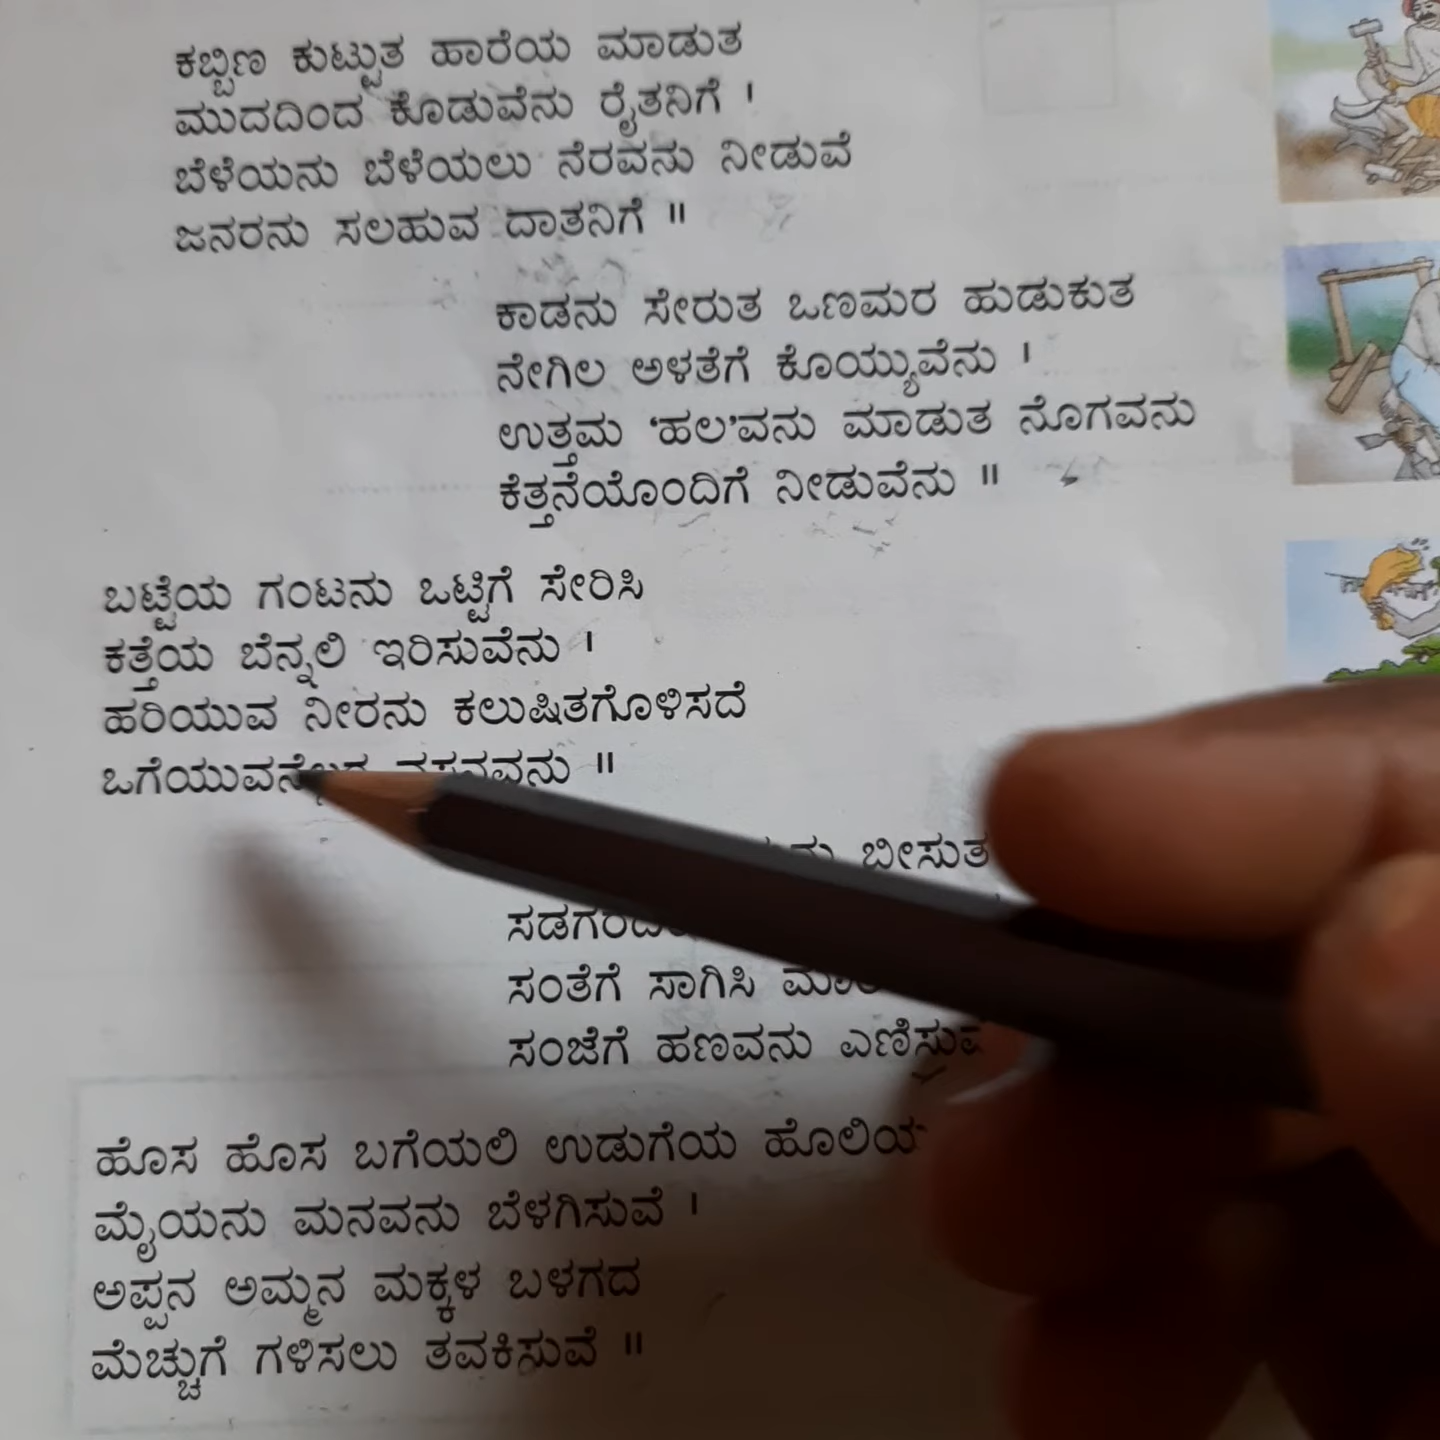 ಕಬ್ಬಿಣ ಕುಟ್ಟುತ ಹಾರೆಯ ಮಾಡುತ
ಮುದದಿಂದ ಕೊಡುವೆನು ರೈತನಿಗೆ ।
ಬೆಳೆಯನು ಬೆಳೆಯಲು ನೆರವನು ನೀಡುವೆ
ಜನರನು ಸಲಹುವ ದಾತನಿಗೆ ॥
ಕಾಡನು ಸೇರುತ ಒಣಮರ ಹುಡುಕುತ
ನೇಗಿಲ ಅಳತೆಗೆ ಕೊಯ್ಯುವೆನು ।
ಉತ್ತಮ ‘ಹಲ’ವನು ಮಾಡುತ ನೊಗವನು
ಕೆತ್ತನೆಯೊಂದಿಗೆ ನೀಡುವೆನು ॥
ಬಟ್ಟೆಯ ಗಂಟನು ಒಟ್ಟಿಗೆ ಸೇರಿಸಿ
ಕತ್ತೆಯ ಬೆನ್ನಲಿ ಇರಿಸುವೆನು ।
ಹರಿಯುವ ನೀರನು ಕಲುಷಿತಗೊಳಿಸದೆ
॥
ಬೀಸುತ
ಸಂತೆಗೆ ಸಾಗಿಸಿ
ಸಂಜೆಗೆ ಹಣವನು
ಹೊಸ ಹೊಸ ಬಗೆಯಲಿ ಉಡುಗೆಯ
ಮೈಯನು ಮನವನು ಬೆಳಗಿಸುವೆ ।
ಅಪ್ಪನ ಅಮ್ಮನ ಮಕ್ಕಳ ಬಳಗದ
ಮೆಚ್ಚುಗೆ ಗಳಿಸಲು ತವಕಿಸುವೆ ॥